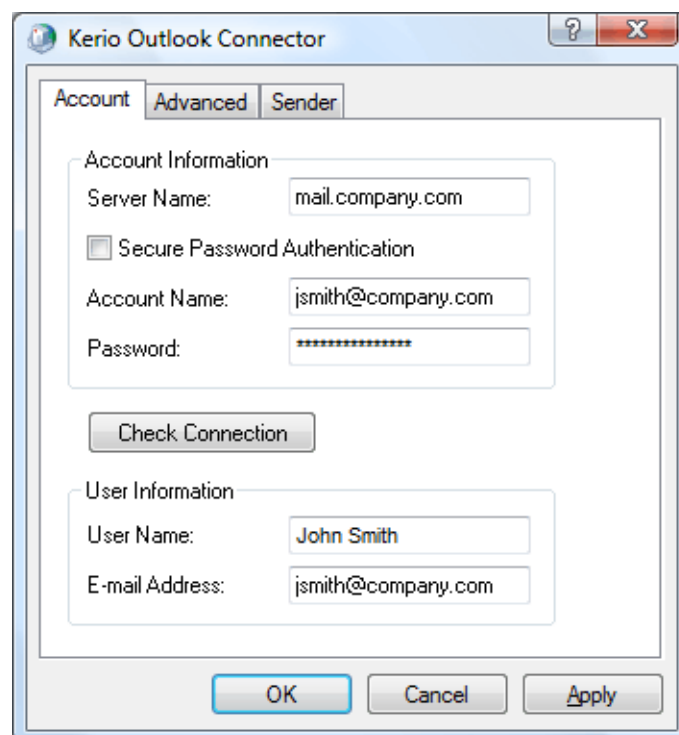 Kerio Outlook Connector
Account Advanced Sender
Account Information
Server Name: mail.company.com
Secure Password Authentication
Account Name: jsmith@company.com
Password: ***************
Check Connection
User Information
User Name: John Smith
E-mail Address: jsmith@company.com
OK Cancel Apply